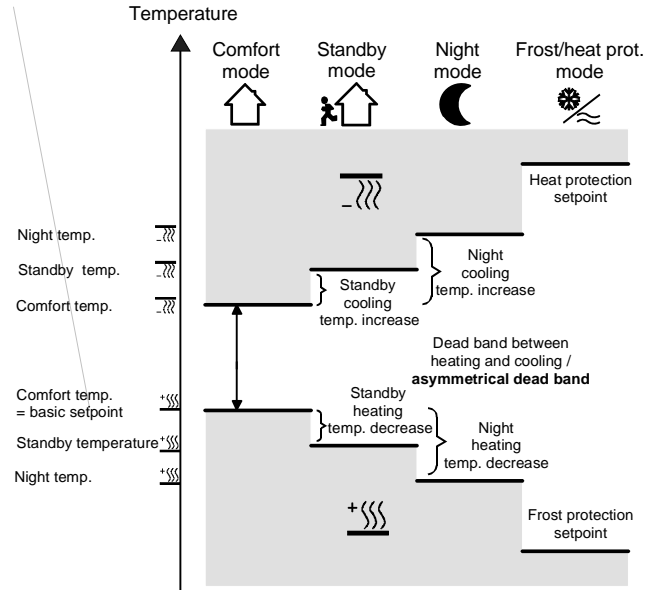 Temperature
Comfort
mode
Standby
mode
Night
mode
Frost/heat prot.
mode
Heat protection
setpoint
Night temp.
Standby temp.
Comfort temp.
Standby
cooling
temp. increase
Night
cooling
temp. increase
Dead band between
heating and cooling /
asymmetrical dead band
Comfort temp.
= basic setpoint
Standby temperature
Night temp.
Standby
heating
temp. decrease
Night
heating
temp. decrease
Frost protection
setpoint